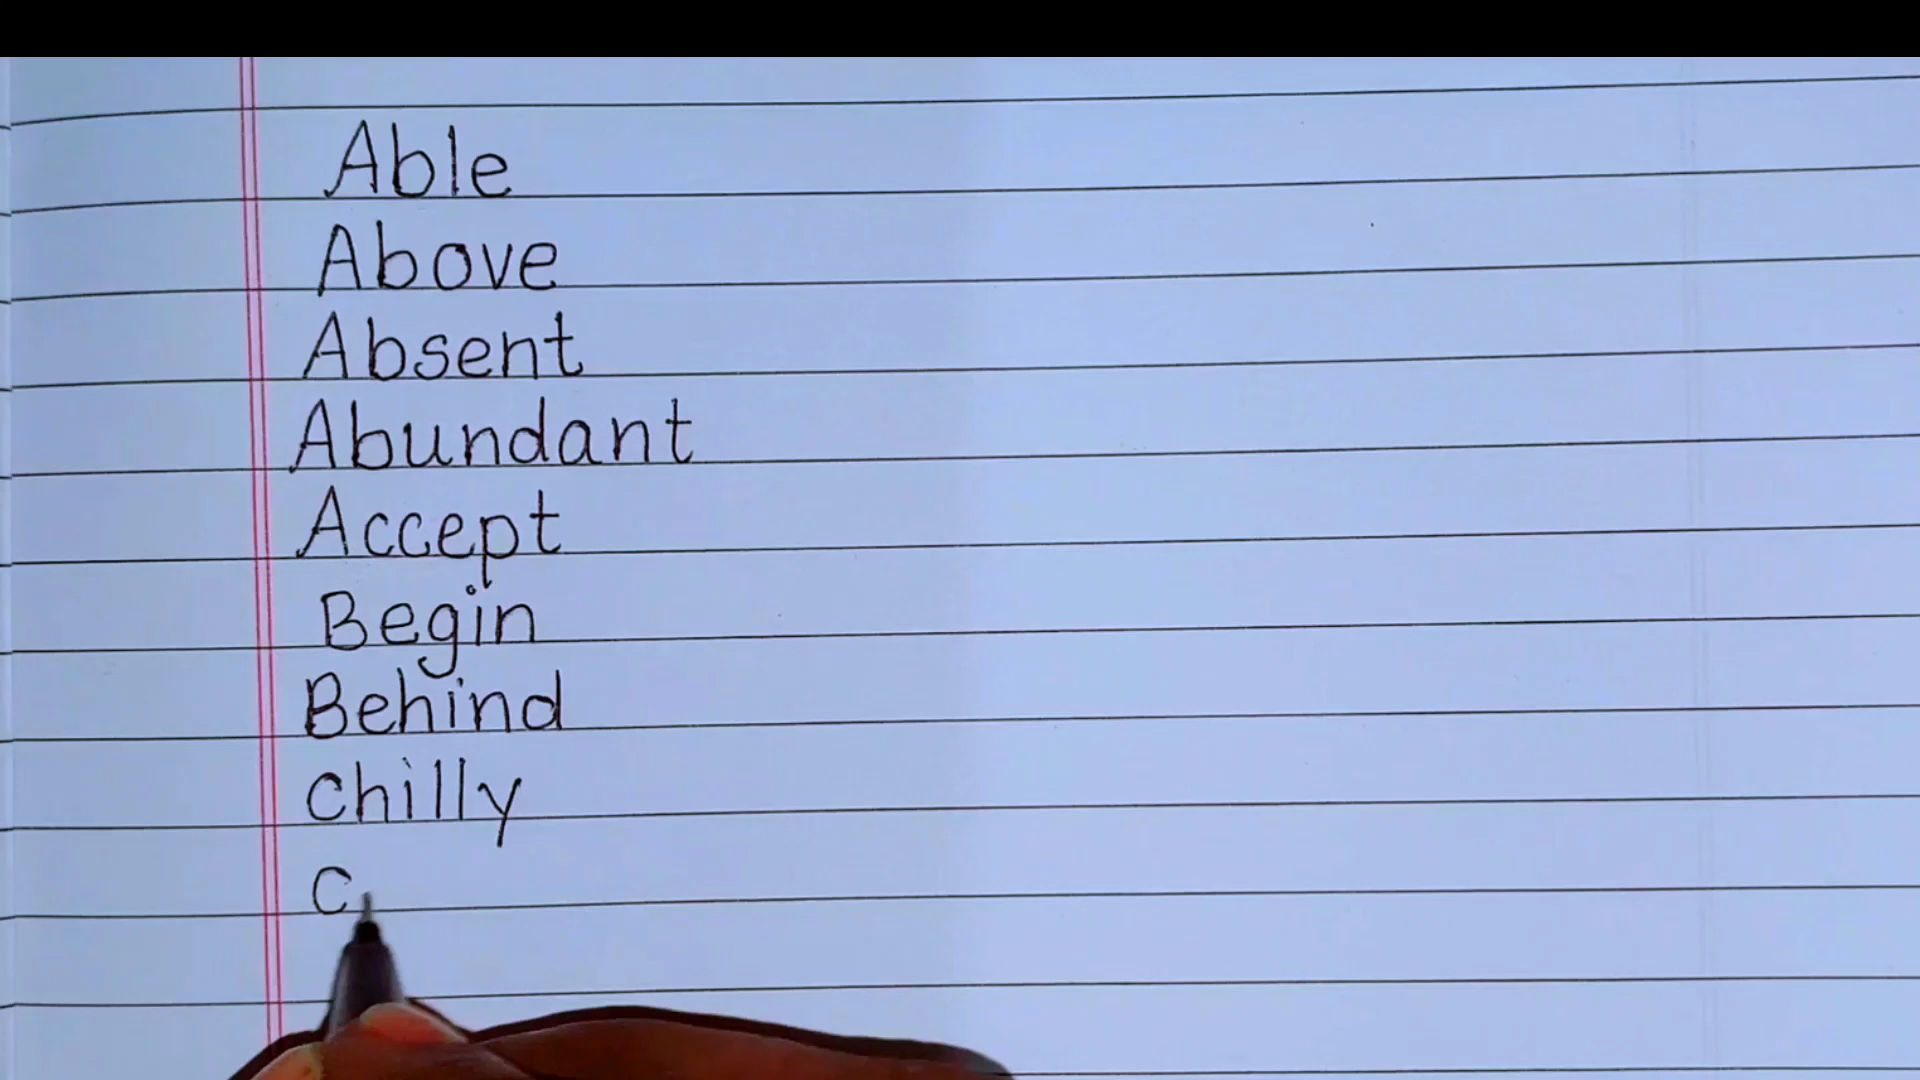 Able
Above
Absent
Abundant
Accept
Begin
Behind
Chilly
C